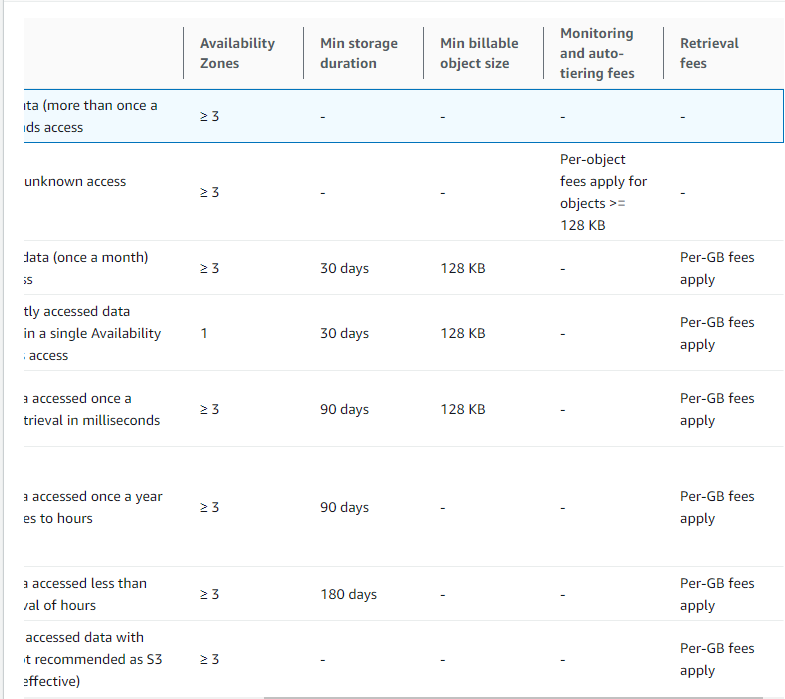 Availability Zones
Min storage duration
Min billable object size
Monitoring and auto-tiering fees
Retrieval fees
ta (more than once a
ds access
≥ 3
-
-
-
-
unknown access
≥ 3
-
-
Per-object
fees apply for
objects >=
128 KB
-
data (once a month)
ss
≥ 3
30 days
128 KB
-
Per-GB fees
apply
tly accessed data
in a single Availability
access
1
30 days
128 KB
-
Per-GB fees
apply
a accessed once a
trieval in milliseconds
≥ 3
90 days
128 KB
-
Per-GB fees
apply
a accessed once a year
es to hours
≥ 3
90 days
-
-
Per-GB fees
apply
a accessed less than
val of hours
≥ 3
180 days
-
-
Per-GB fees
apply
accessed data with
t recommended as S3
effective)
≥ 3
-
-
-
Per-GB fees
apply